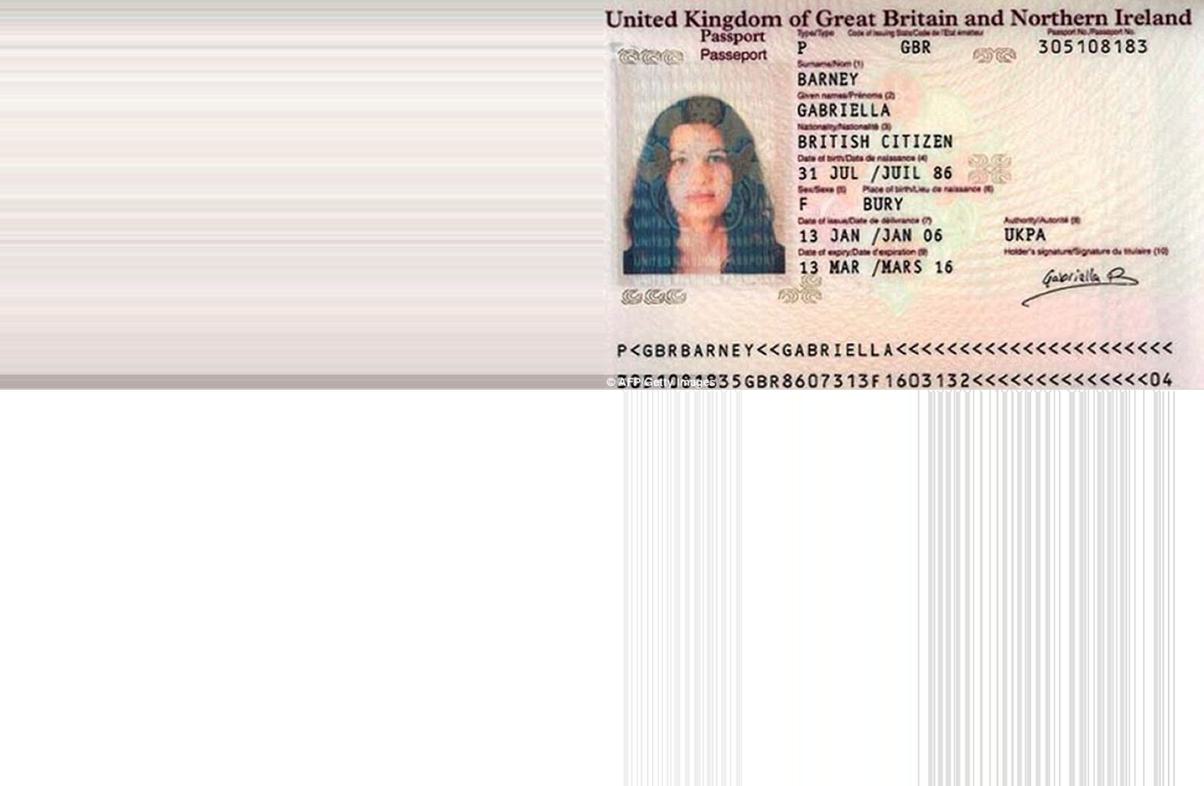 United Kingdom of Great Britain and Northern Ireland
Passport
Passeport
Type/Type Code of issuing State/Code de l'Etat émetteur Passport No./Passeport No.
P GBR 305108183
Surname/Nom (1)
BARNEY
Given names/Prénoms (2)
GABRIELLA
Nationality/Nationalité (3)
BRITISH CITIZEN
Date of birth/Date de naissance (4)
31 JUL /JUIL 86
Sex/Sexe (5) Place of birth/Lieu de naissance (6)
F BURY
Date of issue/Date de délivrance (7) Authority/Autorité (8)
13 JAN /JAN 06 UKPA
Date of expiry/Date d'expiration (9) Holder's signature/Signature du titulaire (10)
13 MAR /MARS 16
Gabriella B
UNITED KINGDOM PASSPORT
P<GBRBARNEY<<GABRIELLA<<<<<<<<<<<<<<<<<<<<<<
3051081835GBR8607313F1603132<<<<<<<<<<<<<<04
© AFP Getty Images